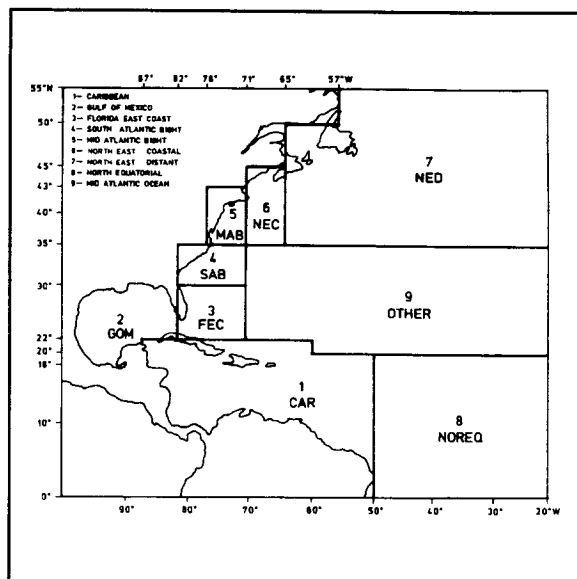 87° 82° 78° 71° 65° 57°W
55°N
1— CARIBBEAN
2— GULF OF MEXICO
3— FLORIDA EAST COAST
4— SOUTH ATLANTIC BIGHT
5— MID ATLANTIC BIGHT
6— NORTH EAST COASTAL
7— NORTH EAST DISTANT
8— NORTH EQUATORIAL
9— MID ATLANTIC OCEAN
50°
45°
43°
40°
35°
30°
22°
20°
18°
10°
0°
7
NED
6
NEC
5
MAB
4
SAB
3
FEC
2
GOM
9
OTHER
1
CAR
8
NOREQ
90° 80° 70° 60° 50° 40°W 30°W 20°W